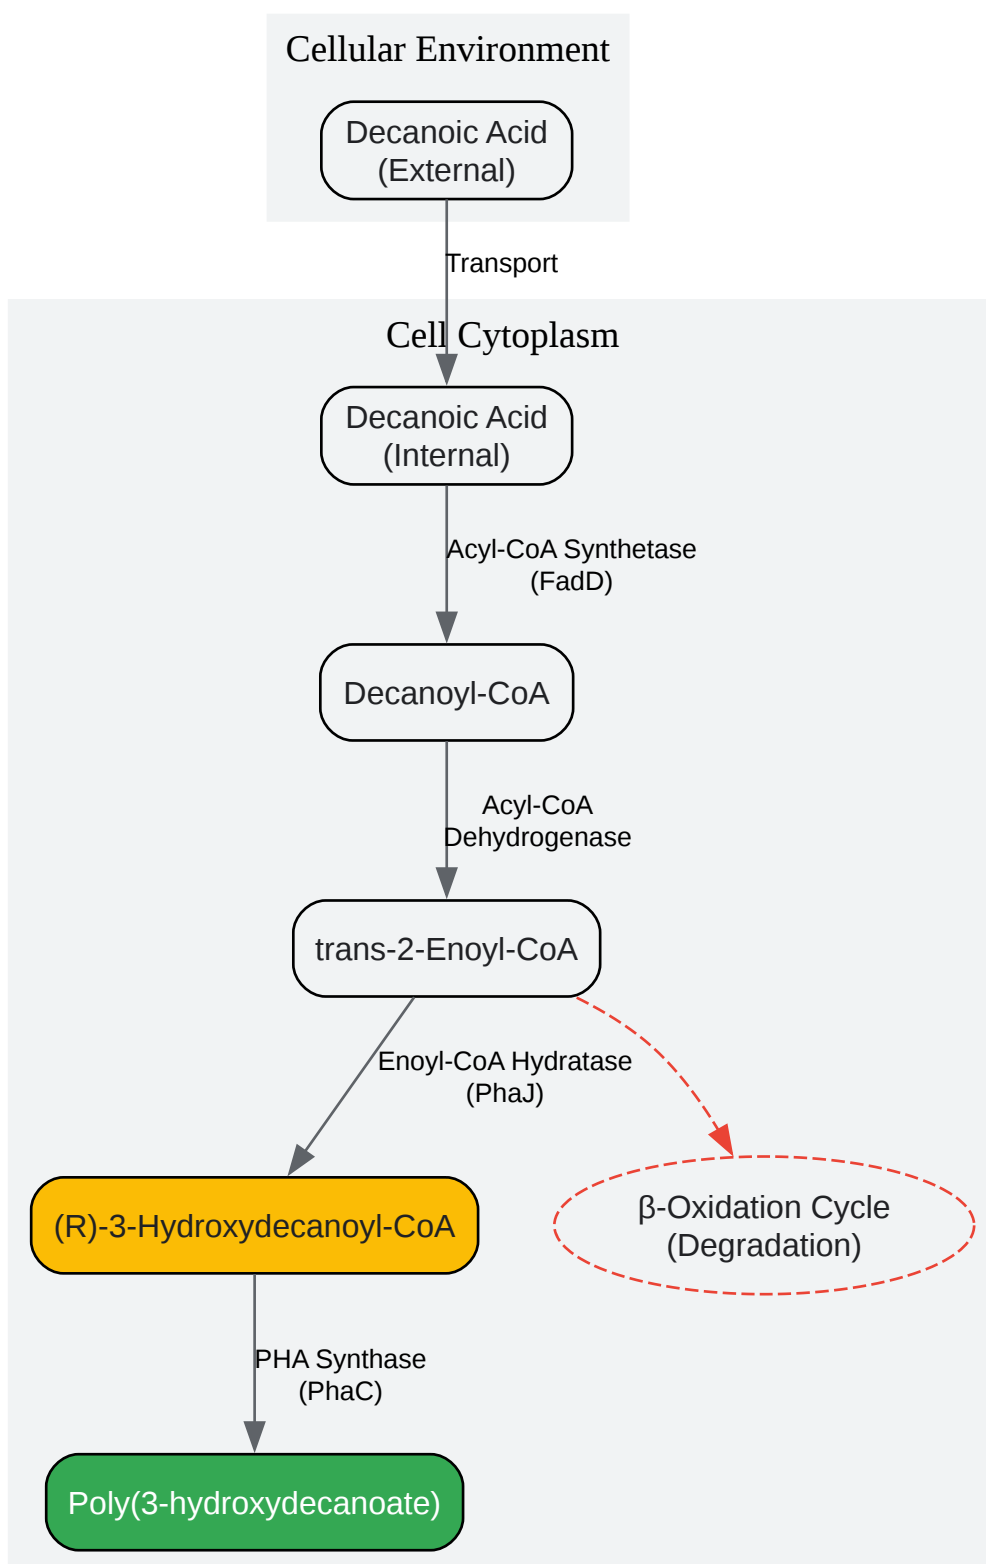 Cellular Environment
Decanoic Acid
(External)
Transport
Cell Cytoplasm
Decanoic Acid
(Internal)
Acyl-CoA Synthetase
(FadD)
Decanoyl-CoA
Acyl-CoA
Dehydrogenase
trans-2-Enoyl-CoA
Enoyl-CoA Hydratase
(PhaJ)
(R)-3-Hydroxydecanoyl-CoA
β-Oxidation Cycle
(Degradation)
PHA Synthase
(PhaC)
Poly(3-hydroxydecanoate)